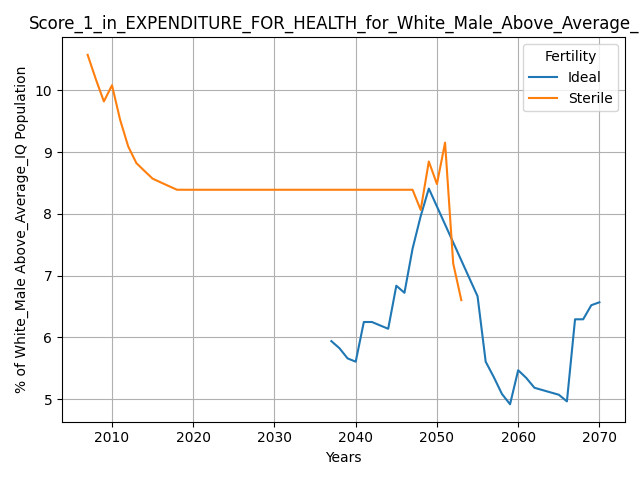 Score_1_in_EXPENDITURE_FOR_HEALTH_for_White_Male_Above_Average_
Fertility
Ideal
Sterile
% of White_Male Above_Average_IQ Population
10
9
8
7
6
5
2010 2020 2030 2040 2050 2060 2070
Years